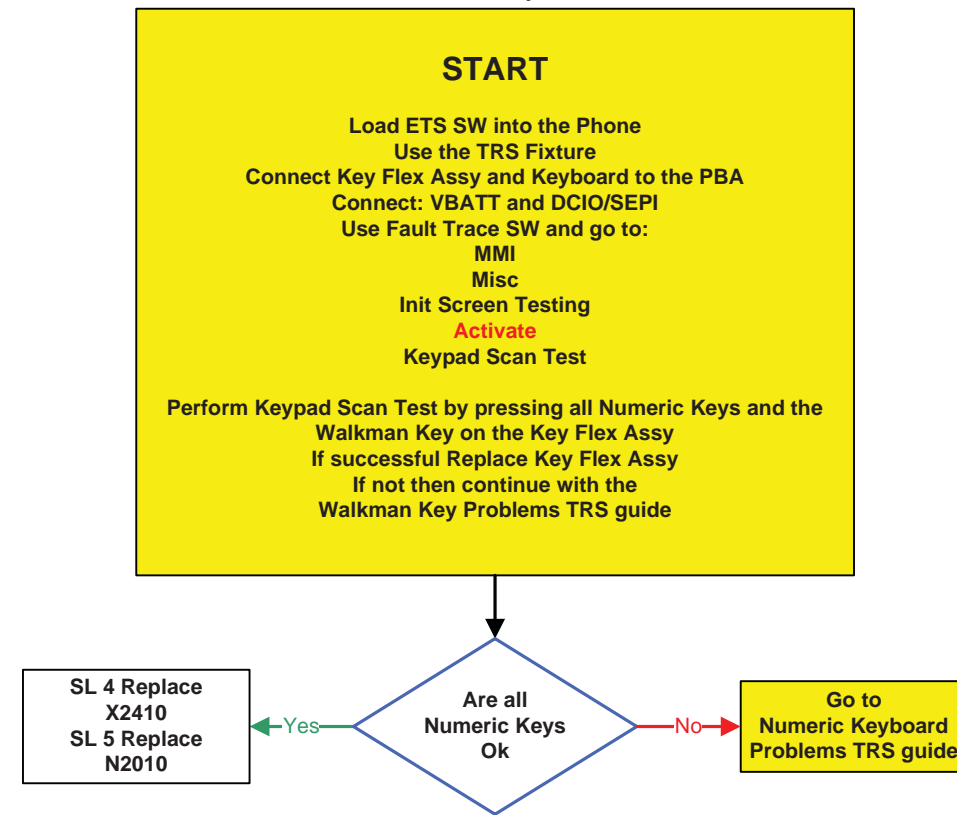 START
Load ETS SW into the Phone
Use the TRS Fixture
Connect Key Flex Assy and Keyboard to the PBA
Connect: VBATT and DCIO/SEPI
Use Fault Trace SW and go to:
MMI
Misc
Init Screen Testing
Activate
Keypad Scan Test
Perform Keypad Scan Test by pressing all Numeric Keys and the
Walkman Key on the Key Flex Assy
If successful Replace Key Flex Assy
If not then continue with the
Walkman Key Problems TRS guide
SL 4 Replace
X2410
SL 5 Replace
N2010
Yes
Are all
Numeric Keys
Ok
No
Go to
Numeric Keyboard
Problems TRS guide